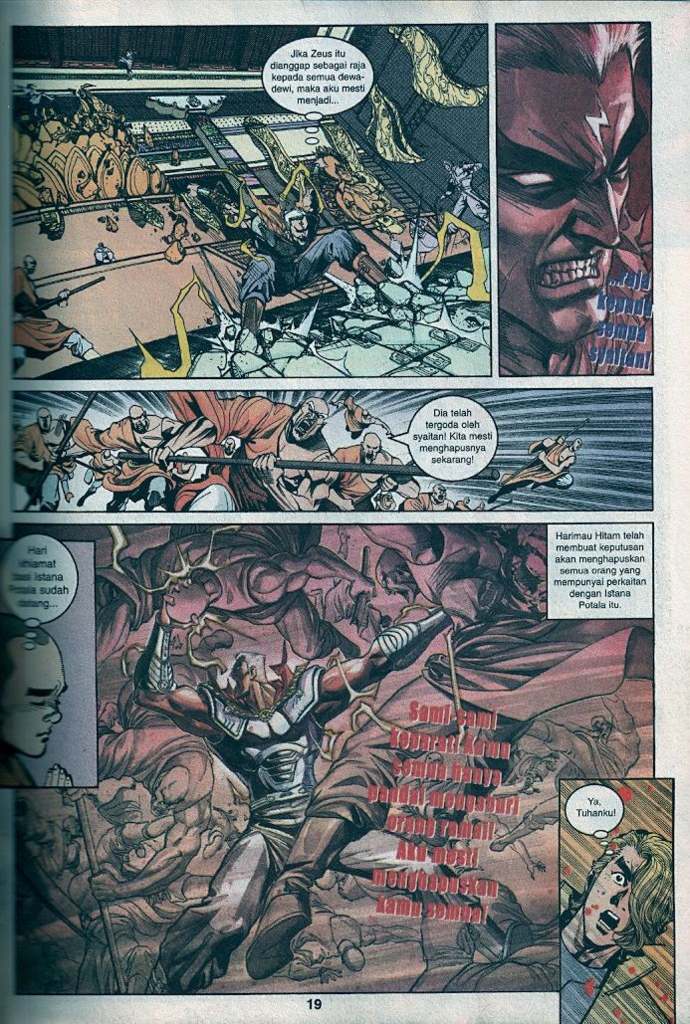 Jika Zeus itu
dianggap sebagai raja
kepada semua dewa-
dewi, maka aku mesti
menjadi...
...raja
kepada
semua
syaitan!
Dia telah
tergoda oleh
syaitan! Kita mesti
menghapusnya
sekarang!
Hari
Istana
Potala sudah
datang...
Harimau Hitam telah
membuat keputusan
akan menghapuskan
semua orang yang
mempunyai perkaitan
dengan Istana
Potala itu.
Sami-sami
keparat! Kamu
semua hanya
pandai mengaburi
orang ramai!
Aku mesti
menghapuskan
kamu semua!
Ya,
Tuhanku!
19